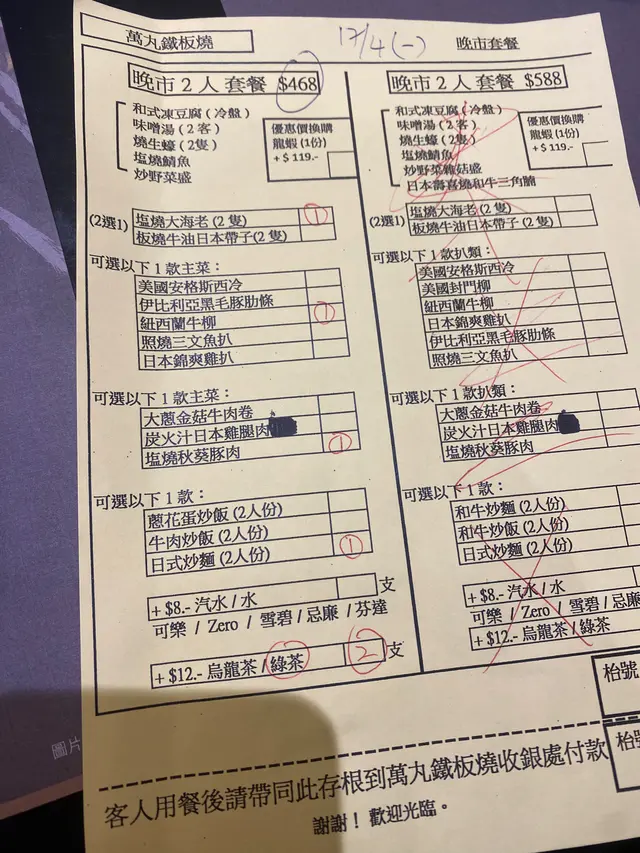 萬丸鐵板燒
17/4 (一)
晚市套餐
晚市 2 人 套餐 $468
和式凍豆腐 ( 冷盤 )
味噌湯 ( 2 客 )
燒生蠔 ( 2 隻 )
塩燒鯖魚
炒野菜盛
優惠價換購
龍蝦 (1份)
+ $ 119.-
(2選1)
塩燒大海老 (2 隻) ①
板燒牛油日本帶子(2 隻)
可選以下 1 款主菜：
美國安格斯西冷
伊比利亞黑毛豚肋條
紐西蘭牛柳 ①
照燒三文魚扒
日本錦爽雞扒
可選以下 1 款主菜：
大蔥金菇牛肉卷
炭火汁日本雞腿肉
塩燒秋葵豚肉 ①
可選以下 1 款：
蔥花蛋炒飯 (2人份)
牛肉炒飯 (2人份)
日式炒麵 (2人份) ①
+ $8.- 汽水 / 水 支
可樂 / Zero / 雪碧 / 忌廉 / 芬達
+ $12.- 烏龍茶 / 綠茶 2 支
晚市 2 人 套餐 $588
和式凍豆腐 ( 冷盤 )
味噌湯 ( 2 客 )
燒生蠔 ( 2 隻 )
塩燒鯖魚
炒野菜雜菇盛
日本壽喜燒和牛三角腩
優惠價換購
龍蝦 (1份)
+ $ 119.-
(2選1)
塩燒大海老 (2 隻)
板燒牛油日本帶子(2 隻)
可選以下 1 款扒類：
美國安格斯西冷
美國封門柳
紐西蘭牛柳
日本錦爽雞扒
伊比利亞黑毛豚肋條
照燒三文魚扒
可選以下 1 款扒類：
大蔥金菇牛肉卷
炭火汁日本雞腿肉
塩燒秋葵豚肉
可選以下 1 款：
和牛炒麵 (2人份)
和牛炒飯 (2人份)
日式炒麵 (2人份)
+ $8.- 汽水 / 水
可樂 / Zero / 雪碧 / 忌廉 /
+ $12.- 烏龍茶 / 綠茶
枱號
枱號
客人用餐後請帶同此存根到萬丸鐵板燒收銀處付款
謝謝！歡迎光臨。
圖片